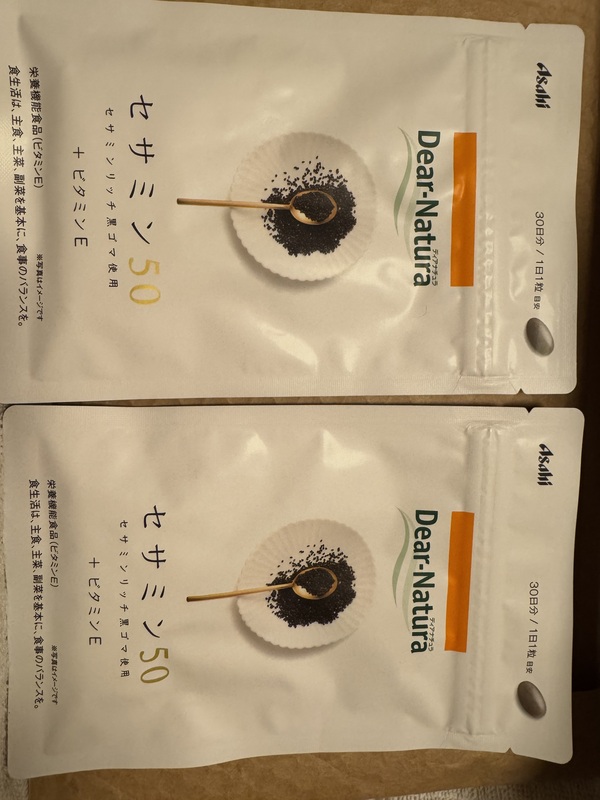 Asahi
30日分 / 1日1粒 目安
Dear-Natura
ディアナチュラ
セサミン50
セサミンリッチ黒ゴマ使用
+ ビタミンE
※写真はイメージです
栄養機能食品(ビタミンE)
食生活は、主食、主菜、副菜を基本に、食事のバランスを。
Asahi
30日分 / 1日1粒 目安
Dear-Natura
ディアナチュラ
セサミン50
セサミンリッチ黒ゴマ使用
+ ビタミンE
※写真はイメージです
栄養機能食品(ビタミンE)
食生活は、主食、主菜、副菜を基本に、食事のバランスを。